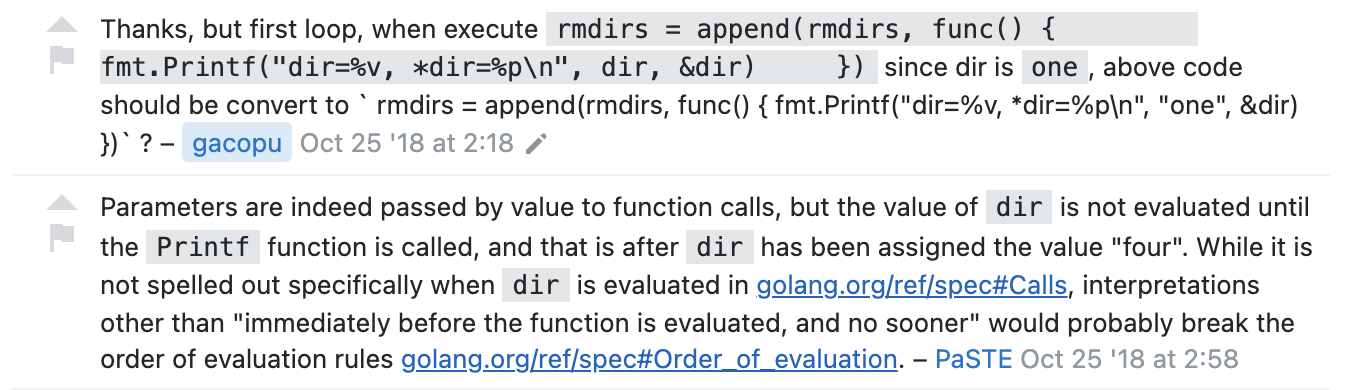 Thanks, but first loop, when execute rmdirs = append(rmdirs, func() {
fmt.Printf("dir=%v, *dir=%p\n", dir, &dir)     }) since dir is one , above code
should be convert to ` rmdirs = append(rmdirs, func() { fmt.Printf("dir=%v, *dir=%p\n", "one", &dir)
})` ? – gacopu Oct 25 '18 at 2:18
Parameters are indeed passed by value to function calls, but the value of dir is not evaluated until
the Printf function is called, and that is after dir has been assigned the value "four". While it is
not spelled out specifically when dir is evaluated in golang.org/ref/spec#Calls, interpretations
other than "immediately before the function is evaluated, and no sooner" would probably break the
order of evaluation rules golang.org/ref/spec#Order_of_evaluation. – PaSTE Oct 25 '18 at 2:58